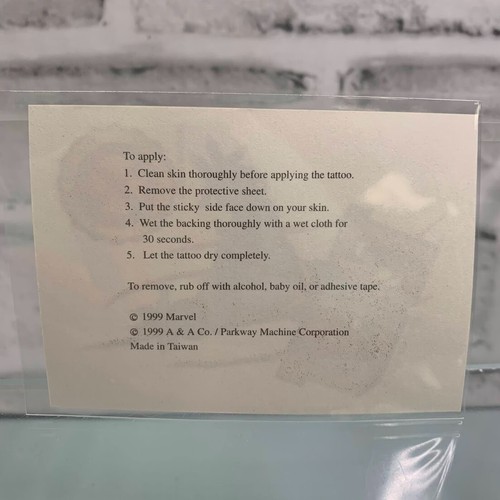 To apply:
1. Clean skin thoroughly before applying the tattoo.
2. Remove the protective sheet.
3. Put the sticky side face down on your skin.
4. Wet the backing thoroughly with a wet cloth for
30 seconds.
5. Let the tattoo dry completely.
To remove, rub off with alcohol, baby oil, or adhesive tape.
© 1999 Marvel
© 1999 A & A Co. / Parkway Machine Corporation
Made in Taiwan